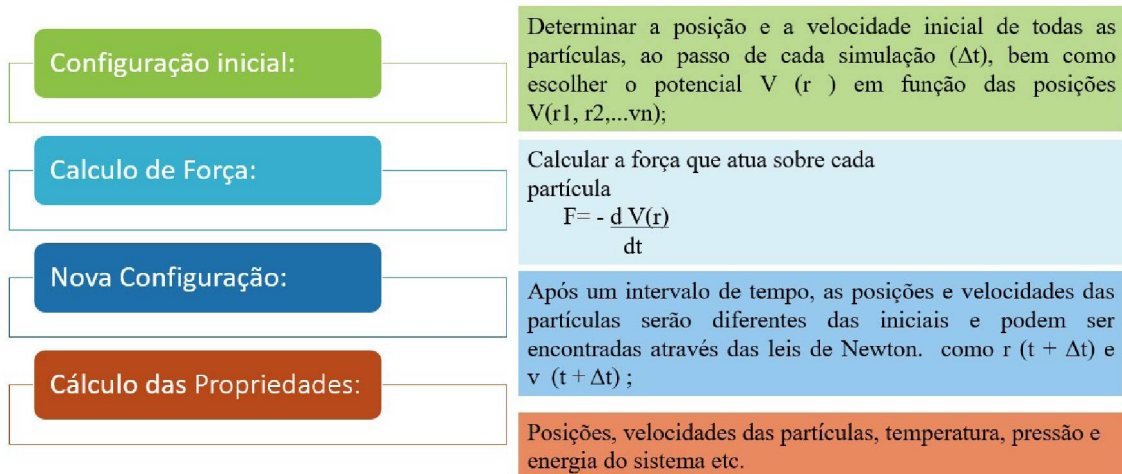 Configuração inicial:
Determinar a posição e a velocidade inicial de todas as
partículas, ao passo de cada simulação (Δt), bem como
escolher o potencial V (r ) em função das posições
V(r1, r2,...vn);
Calculo de Força:
Calcular a força que atua sobre cada
partícula
F= - d V(r)
dt
Nova Configuração:
Após um intervalo de tempo, as posições e velocidades das
partículas serão diferentes das iniciais e podem ser
encontradas através das leis de Newton. como r (t + Δt) e
v (t + Δt) ;
Cálculo das Propriedades:
Posições, velocidades das partículas, temperatura, pressão e
energia do sistema etc.